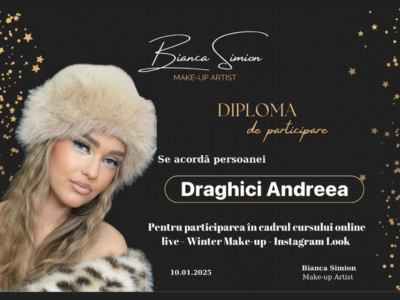 Bianca Simion
MAKE-UP ARTIST
DIPLOMA
de participare
Se acordă persoanei
Draghici Andreea
Pentru participarea în cadrul cursului online
live - Winter Make-up - Instagram Look
10.01.2025
Bianca Simion
Make-up Artist